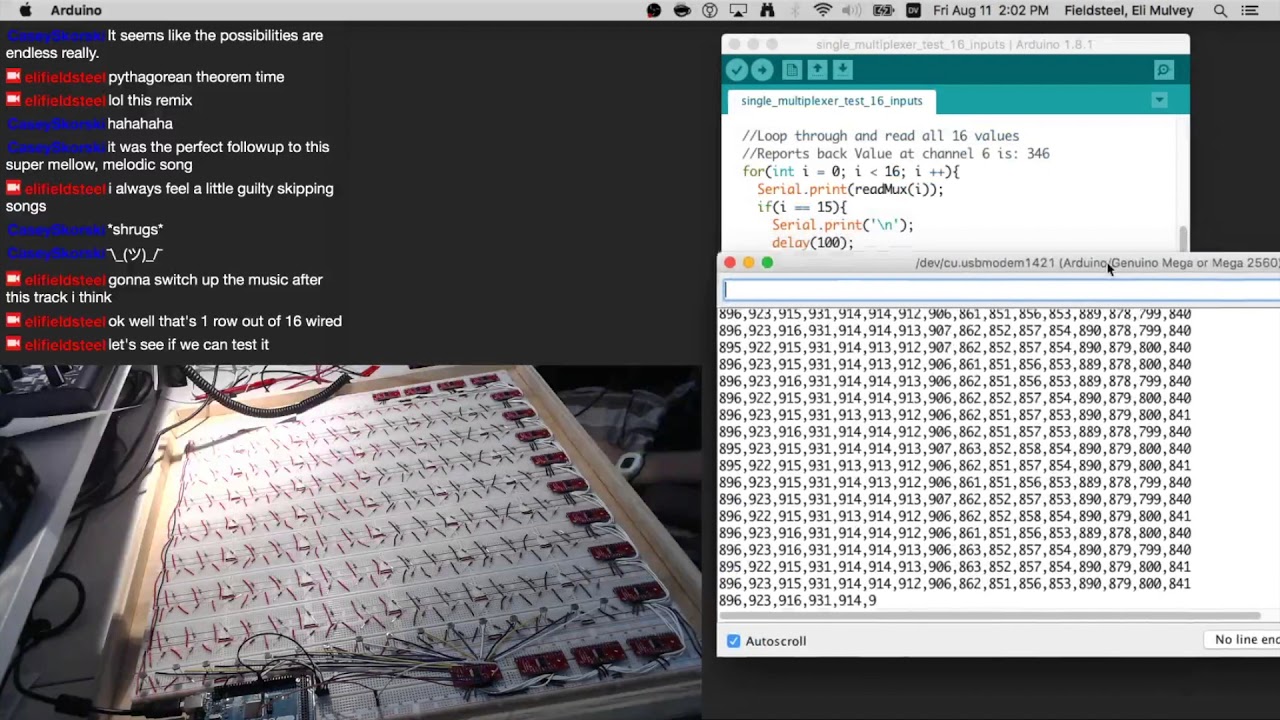 Arduino
Fri Aug 11 2:02 PM Fieldsteel, Eli Mulvey
CaseySkorski It seems like the possibilities are
endless really.
elifieldsteel pythagorean theorem time
elifieldsteel lol this remix
CaseySkorski hahahaha
CaseySkorski it was the perfect followup to this
super mellow, melodic song
elifieldsteel i always feel a little guilty skipping
songs
CaseySkorski *shrugs*
CaseySkorski ¯\_(ツ)_/¯
elifieldsteel gonna switch up the music after
this track i think
elifieldsteel ok well that's 1 row out of 16 wired
elifieldsteel let's see if we can test it
single_multiplexer_test_16_inputs | Arduino 1.8.1
single_multiplexer_test_16_inputs
//Loop through and read all 16 values
//Reports back Value at channel 6 is: 346
for(int i = 0; i < 16; i ++){
Serial.print(readMux(i));
if(i == 15){
Serial.print('\n');
delay(100);
/dev/cu.usbmodem1421 (Arduino/Genuino Mega or Mega 2560)
896,923,915,931,914,914,912,906,861,851,856,853,889,878,799,840
896,923,916,931,914,914,913,907,862,852,857,854,890,878,799,840
895,922,915,931,914,913,912,907,862,852,857,854,890,879,800,840
896,923,915,931,914,913,912,906,861,851,856,853,889,878,800,840
896,923,916,931,914,914,913,906,862,852,857,854,889,878,799,840
896,922,915,931,914,914,912,906,862,852,857,854,890,879,800,840
896,923,915,931,913,913,912,906,862,851,857,853,890,879,800,841
896,923,916,931,914,914,913,906,862,852,857,853,889,878,799,840
895,923,915,931,914,914,913,907,863,852,858,854,890,879,800,840
895,922,915,931,913,913,912,906,862,851,857,853,890,879,800,841
896,923,915,931,914,914,912,906,861,851,856,853,889,878,799,840
896,923,916,931,914,914,913,907,862,852,857,853,890,879,799,840
896,922,915,931,914,914,912,906,862,852,858,854,890,879,800,841
896,923,915,931,914,914,912,906,861,851,856,853,889,878,800,840
896,923,916,931,914,914,913,906,863,852,857,854,890,879,799,840
895,922,915,931,914,913,912,906,863,852,857,854,890,879,800,841
896,923,915,931,914,914,912,906,862,851,856,853,890,879,800,841
896,923,916,931,914,9
Autoscroll
No line end